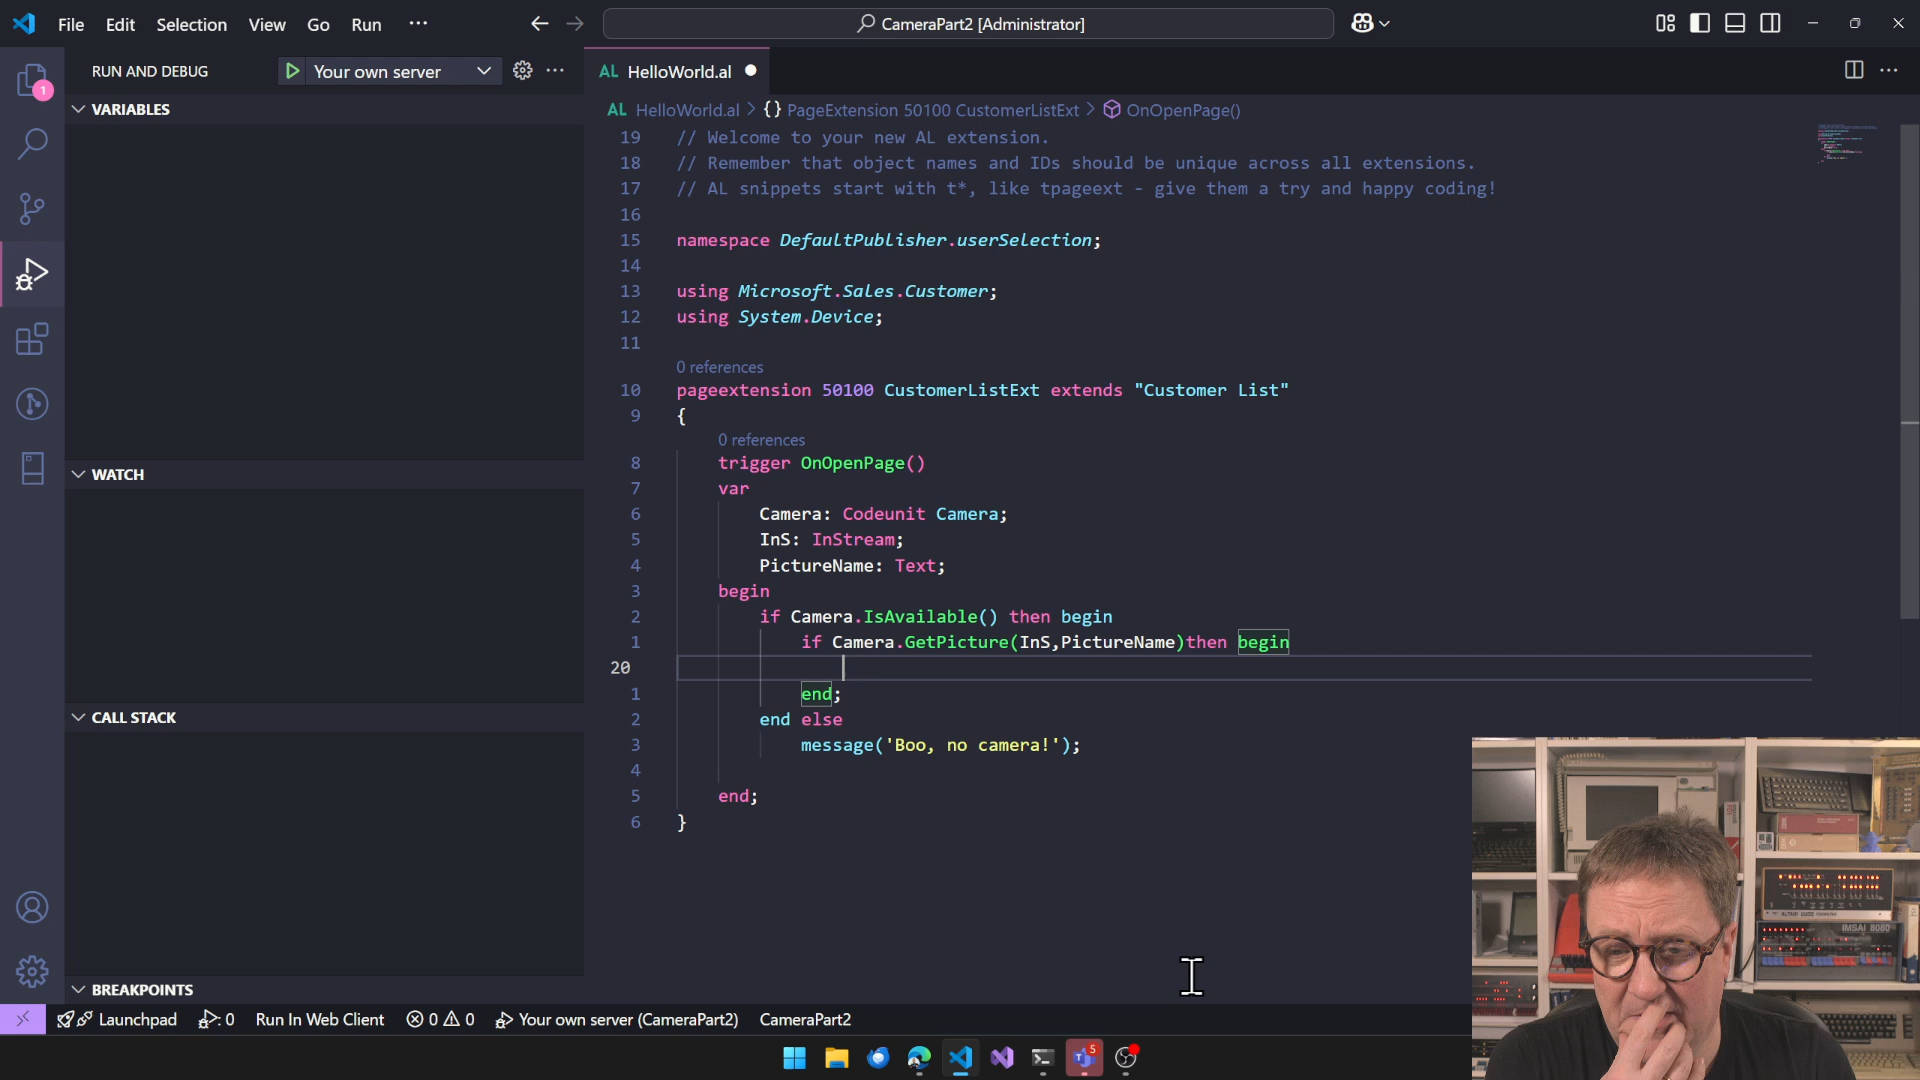 File Edit Selection View Go Run ···
CameraPart2 [Administrator]
RUN AND DEBUG
Your own server
AL HelloWorld.al
1
VARIABLES
AL HelloWorld.al > {} PageExtension 50100 CustomerListExt > OnOpenPage()
19 // Welcome to your new AL extension.
18 // Remember that object names and IDs should be unique across all extensions.
17 // AL snippets start with t*, like tpageext - give them a try and happy coding!
16
15 namespace DefaultPublisher.userSelection;
14
13 using Microsoft.Sales.Customer;
12 using System.Device;
11
0 references
10 pageextension 50100 CustomerListExt extends "Customer List"
9 {
0 references
8 trigger OnOpenPage()
7 var
6 Camera: Codeunit Camera;
5 InS: InStream;
4 PictureName: Text;
3 begin
2 if Camera.IsAvailable() then begin
1 if Camera.GetPicture(InS,PictureName)then begin
20
1 end;
2 end else
3 message('Boo, no camera!');
4
5 end;
6 }
WATCH
CALL STACK
BREAKPOINTS
Launchpad 0 Run In Web Client 0 0 Your own server (CameraPart2) CameraPart2
5
IMSAI 8080